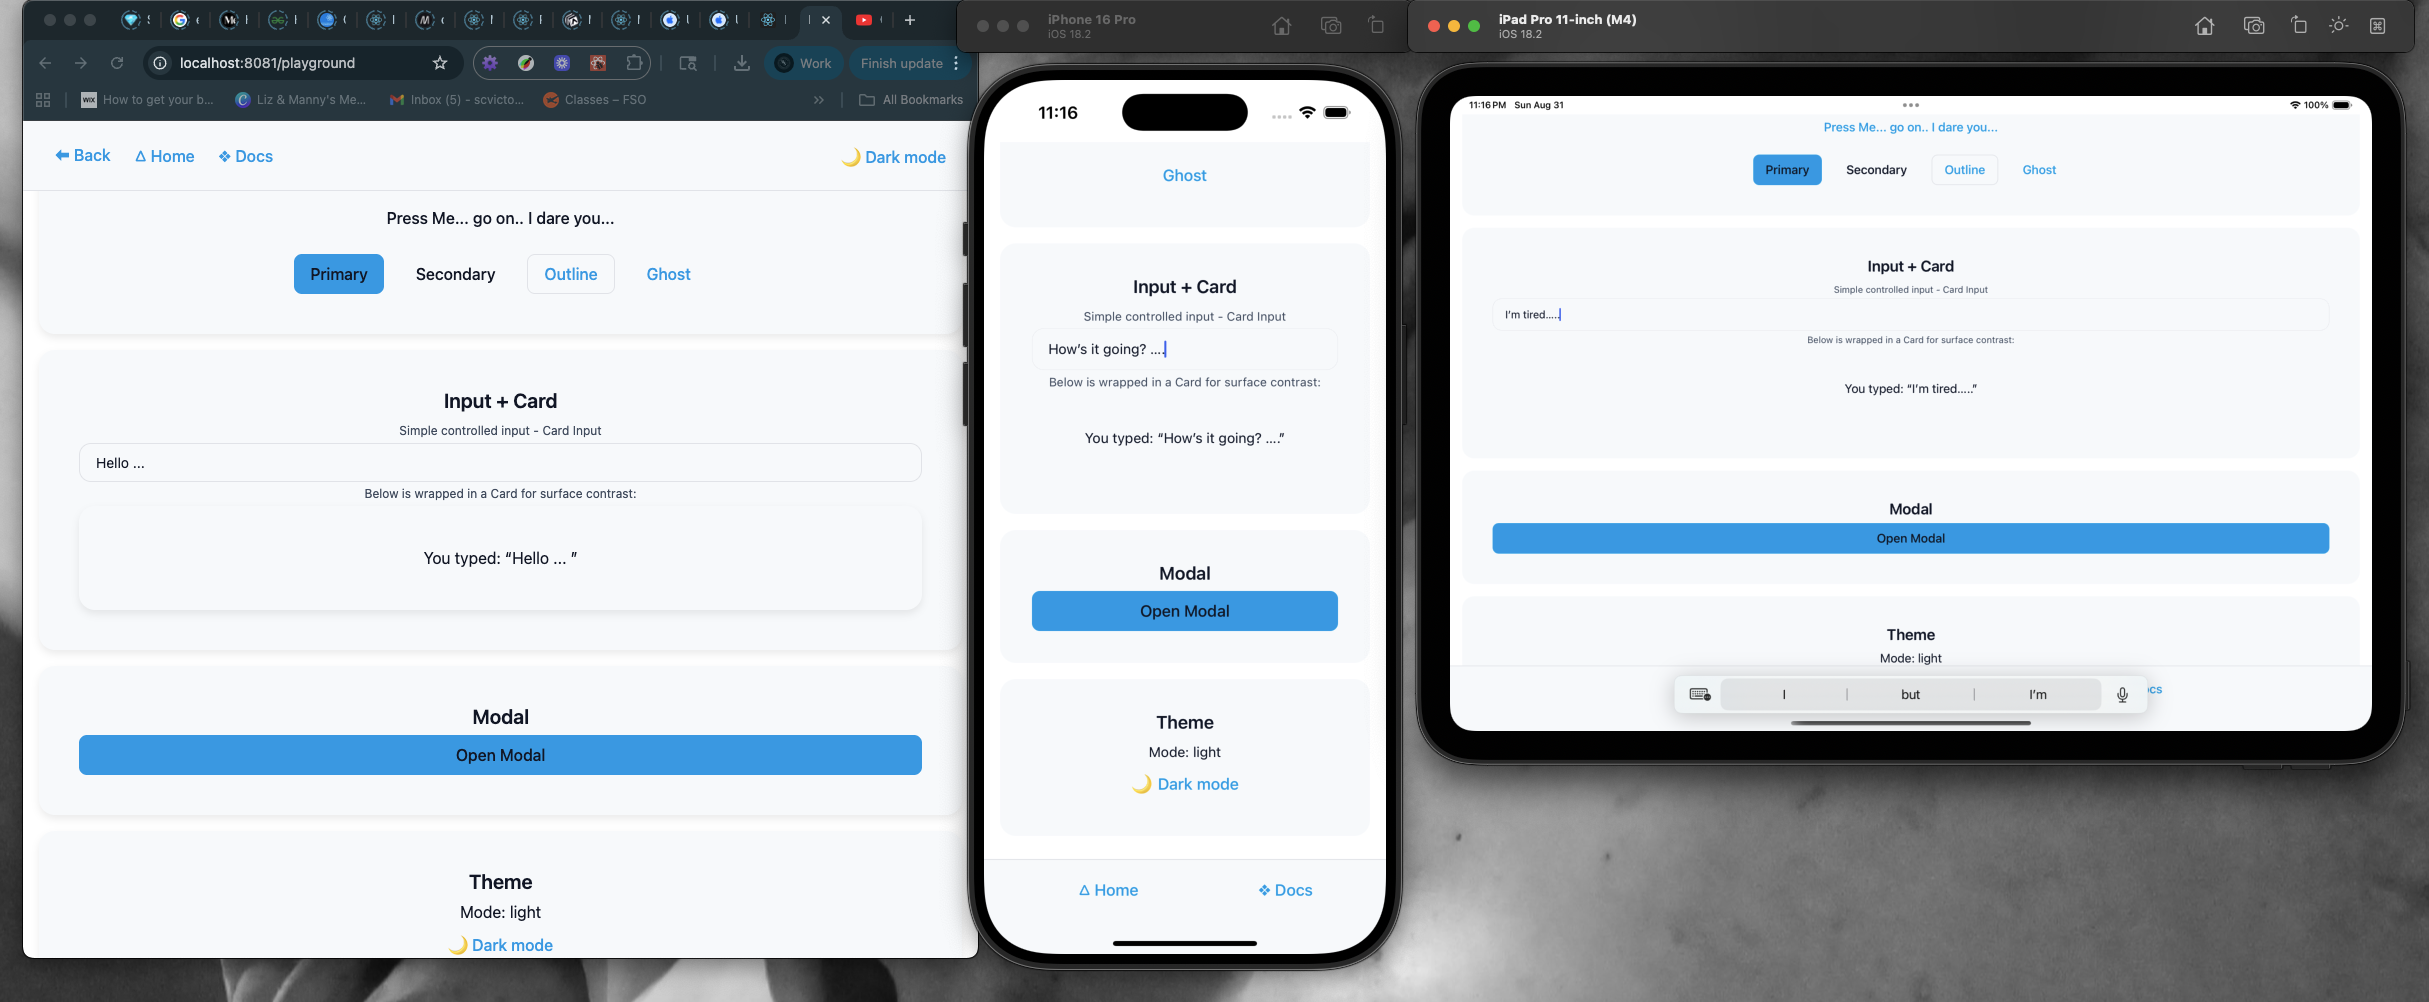 localhost:8081/playground
Work
Finish update
How to get your b...
Liz & Manny's Me...
Inbox (5) - scvicto...
Classes – FSO
All Bookmarks
Back
Home
Docs
Dark mode
Press Me... go on.. I dare you...
Primary
Secondary
Outline
Ghost
Input + Card
Simple controlled input - Card Input
Hello ...
Below is wrapped in a Card for surface contrast:
You typed: “Hello ... ”
Modal
Open Modal
Theme
Mode: light
Dark mode
iPhone 16 Pro
iOS 18.2
11:16
Ghost
Input + Card
Simple controlled input - Card Input
How’s it going? ....
Below is wrapped in a Card for surface contrast:
You typed: “How’s it going? ....”
Modal
Open Modal
Theme
Mode: light
Dark mode
Home
Docs
iPad Pro 11-inch (M4)
iOS 18.2
11:16 PM Sun Aug 31
100%
Press Me... go on.. I dare you...
Primary
Secondary
Outline
Ghost
Input + Card
Simple controlled input - Card Input
I’m tired.....
Below is wrapped in a Card for surface contrast:
You typed: “I’m tired.....”
Modal
Open Modal
Theme
Mode: light
I
but
I’m